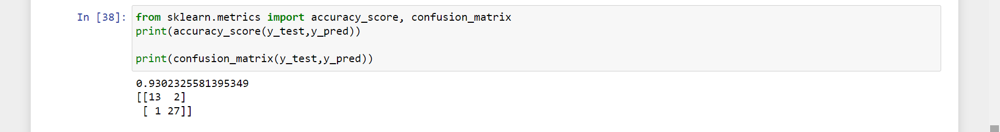 In [38]: from sklearn.metrics import accuracy_score, confusion_matrix
print(accuracy_score(y_test,y_pred))
print(confusion_matrix(y_test,y_pred))
0.9302325581395349
[[13  2]
 [ 1 27]]